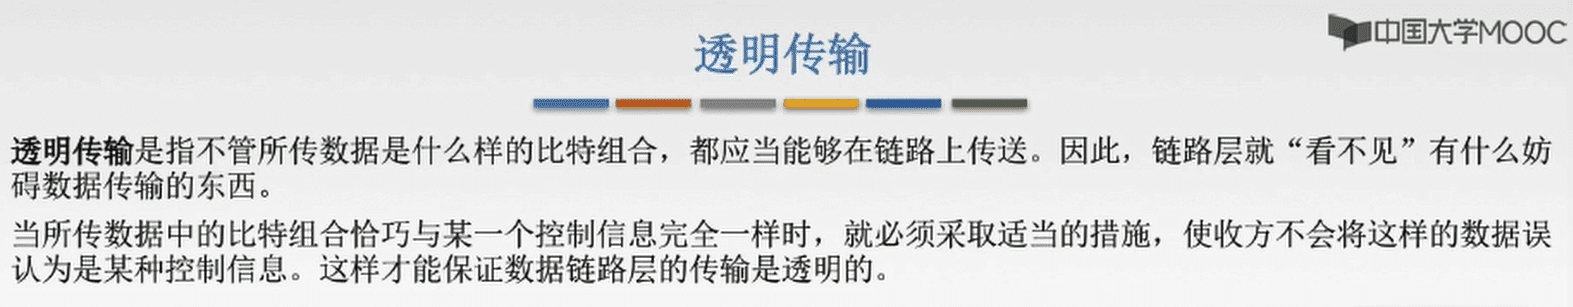 中国大学MOOC
透明传输
透明传输是指不管所传数据是什么样的比特组合，都应当能够在链路上传送。因此，链路层就“看不见”有什么妨
碍数据传输的东西。
当所传数据中的比特组合恰巧与某一个控制信息完全一样时，就必须采取适当的措施，使收方不会将这样的数据误
认为是某种控制信息。这样才能保证数据链路层的传输是透明的。